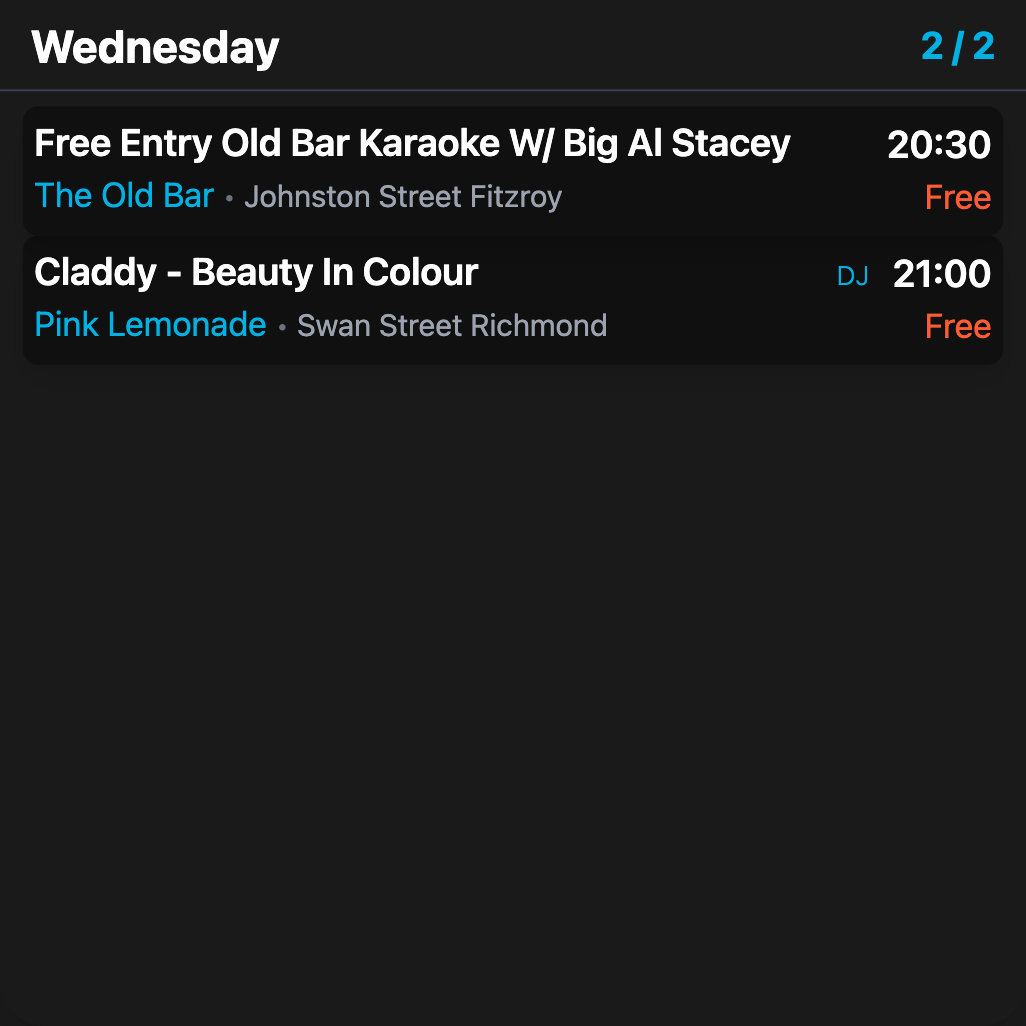 Wednesday 2 / 2
Free Entry Old Bar Karaoke W/ Big Al Stacey 20:30
The Old Bar • Johnston Street Fitzroy Free
Claddy - Beauty In Colour DJ 21:00
Pink Lemonade • Swan Street Richmond Free